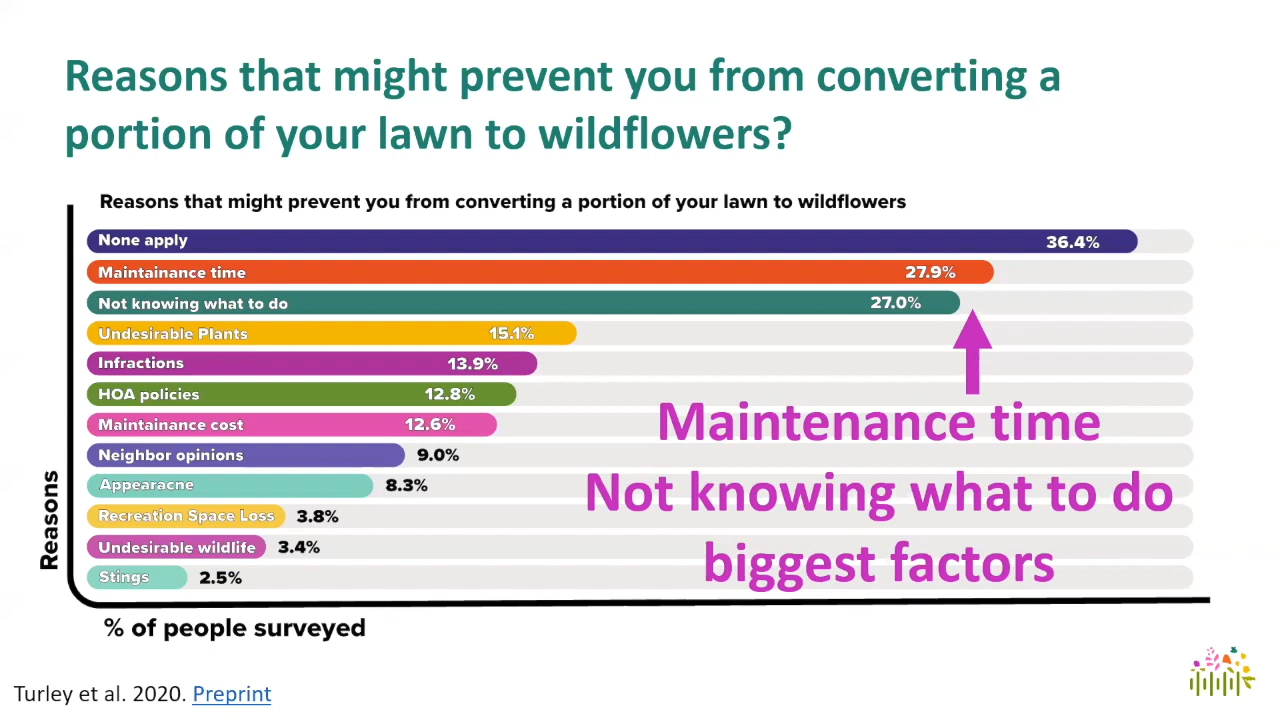 Reasons that might prevent you from converting a
portion of your lawn to wildflowers?
Reasons that might prevent you from converting a portion of your lawn to wildflowers
None apply 36.4%
Maintainance time 27.9%
Not knowing what to do 27.0%
Undesirable Plants 15.1%
Infractions 13.9%
HOA policies 12.8%
Maintainance cost 12.6%
Neighbor opinions 9.0%
Appearacne 8.3%
Recreation Space Loss 3.8%
Undesirable wildlife 3.4%
Stings 2.5%
Maintenance time
Not knowing what to do
biggest factors
Reasons
% of people surveyed
Turley et al. 2020. Preprint